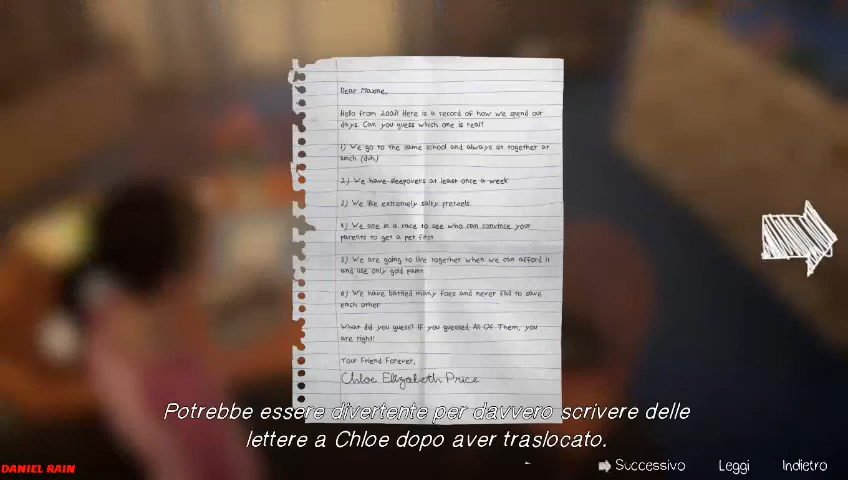 Dear Maxine,
Hello from 2007! Here is a record of how we spend our
days. Can you guess which one is real?
1) We go to the same school and always sit together at
lunch (duh)
2) We have sleepovers at least once a week
3) We like extremely salty pretzels
4) We are in a race to see who can convince your
parents to get a pet first
5) We are going to live together when we can afford it
and use only gold paint
6) We have battled many foes and never fail to save
each other
What did you guess? If you guessed All Of Them, you
are right!
Your Friend Forever,
Chloe Elizabeth Price
Potrebbe essere divertente per davvero scrivere delle
lettere a Chloe dopo aver traslocato.
Successivo Leggi Indietro
DANIEL RAIN